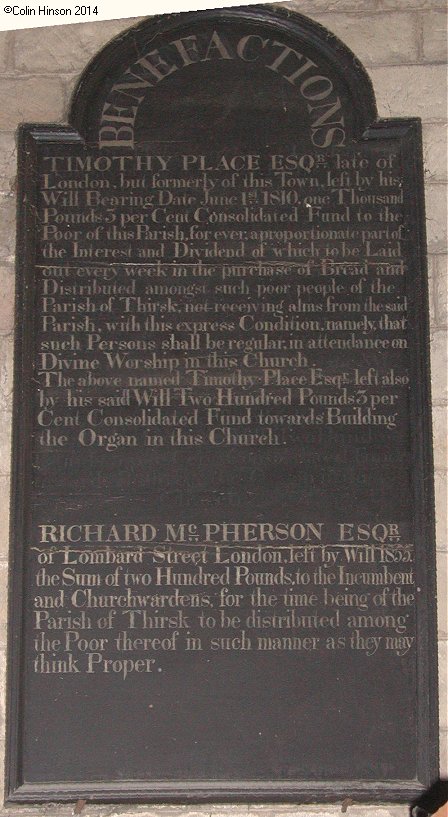 ©Colin Hinson 2014
BENEFACTIONS
TIMOTHY PLACE ESQR. late of
London, but formerly of this Town, left by his
Will Bearing Date June 1st. 1810, one Thousand
Pounds 3 per Cent Consolidated Fund to the
Poor of this Parish, for ever, a proportionate part of
the Interest and Dividend of which to be Laid
out every week in the purchase of Bread and
Distributed amongst such poor people of the
Parish of Thirsk, not receiving alms from the said
Parish, with this express Condition, namely, that
such Persons shall be regular, in attendance on
Divine Worship in this Church.
The above named Timothy Place Esqr. left also
by his said Will Two Hundred Pounds 3 per
Cent Consolidated Fund towards Building
the Organ in this Church.
RICHARD Mc PHERSON ESQR
of Lombard Street London, left by Will 1855.
the Sum of two Hundred Pounds, to the Incumbent
and Churchwardens, for the time being of the
Parish of Thirsk to be distributed among
the Poor thereof in such manner as they may
think Proper.